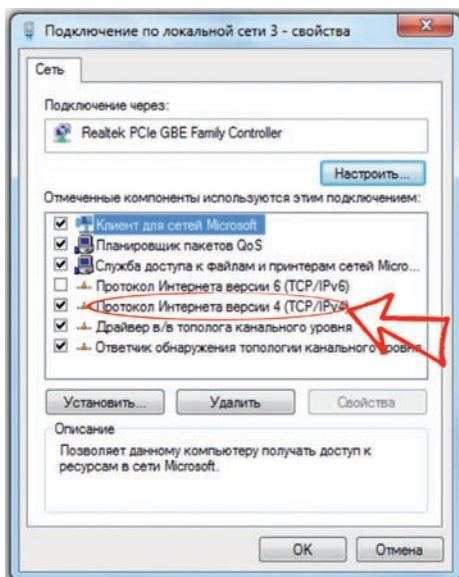 Подключение по локальной сети 3 - свойства
Сеть
Подключение через:
Realtek PCIe GBE Family Controller
Настроить...
Отмеченные компоненты используются этим подключением:
Клиент для сетей Microsoft
Планировщик пакетов QoS
Служба доступа к файлам и принтерам сетей Micro...
Протокол Интернета версии 6 (TCP/IPv6)
Протокол Интернета версии 4 (TCP/IPv4)
Драйвер в/в тополога канального уровня
Ответчик обнаружения топологии канального уровня
Установить...
Удалить
Свойства
Описание
Позволяет данному компьютеру получать доступ к
ресурсам в сети Microsoft.
OK
Отмена